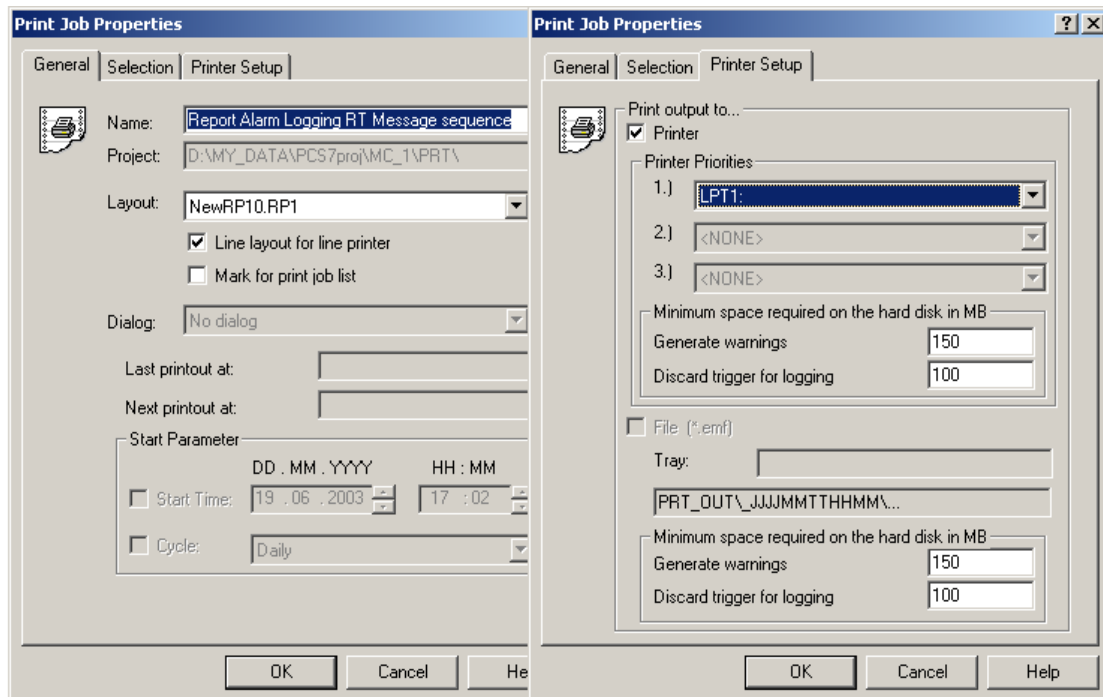 Print Job Properties
General Selection Printer Setup
Name: Report Alarm Logging RT Message sequence
Project: D:\MY_DATA\PCS7proj\MC_1\PRT\
Layout: NewRP10.RP1
Line layout for line printer
Mark for print job list
Dialog: No dialog
Last printout at:
Next printout at:
Start Parameter
DD . MM . YYYY HH : MM
Start Time: 19 . 06 . 2003 17 : 02
Cycle: Daily
OK Cancel He
Print Job Properties
General Selection Printer Setup
Print output to...
Printer
Printer Priorities
1.) LPT1:
2.) <NONE>
3.) <NONE>
Minimum space required on the hard disk in MB
Generate warnings 150
Discard trigger for logging 100
File (*.emf)
Tray:
PRT_OUT\_JJJJMMTTHHMM\...
Minimum space required on the hard disk in MB
Generate warnings 150
Discard trigger for logging 100
OK Cancel Help